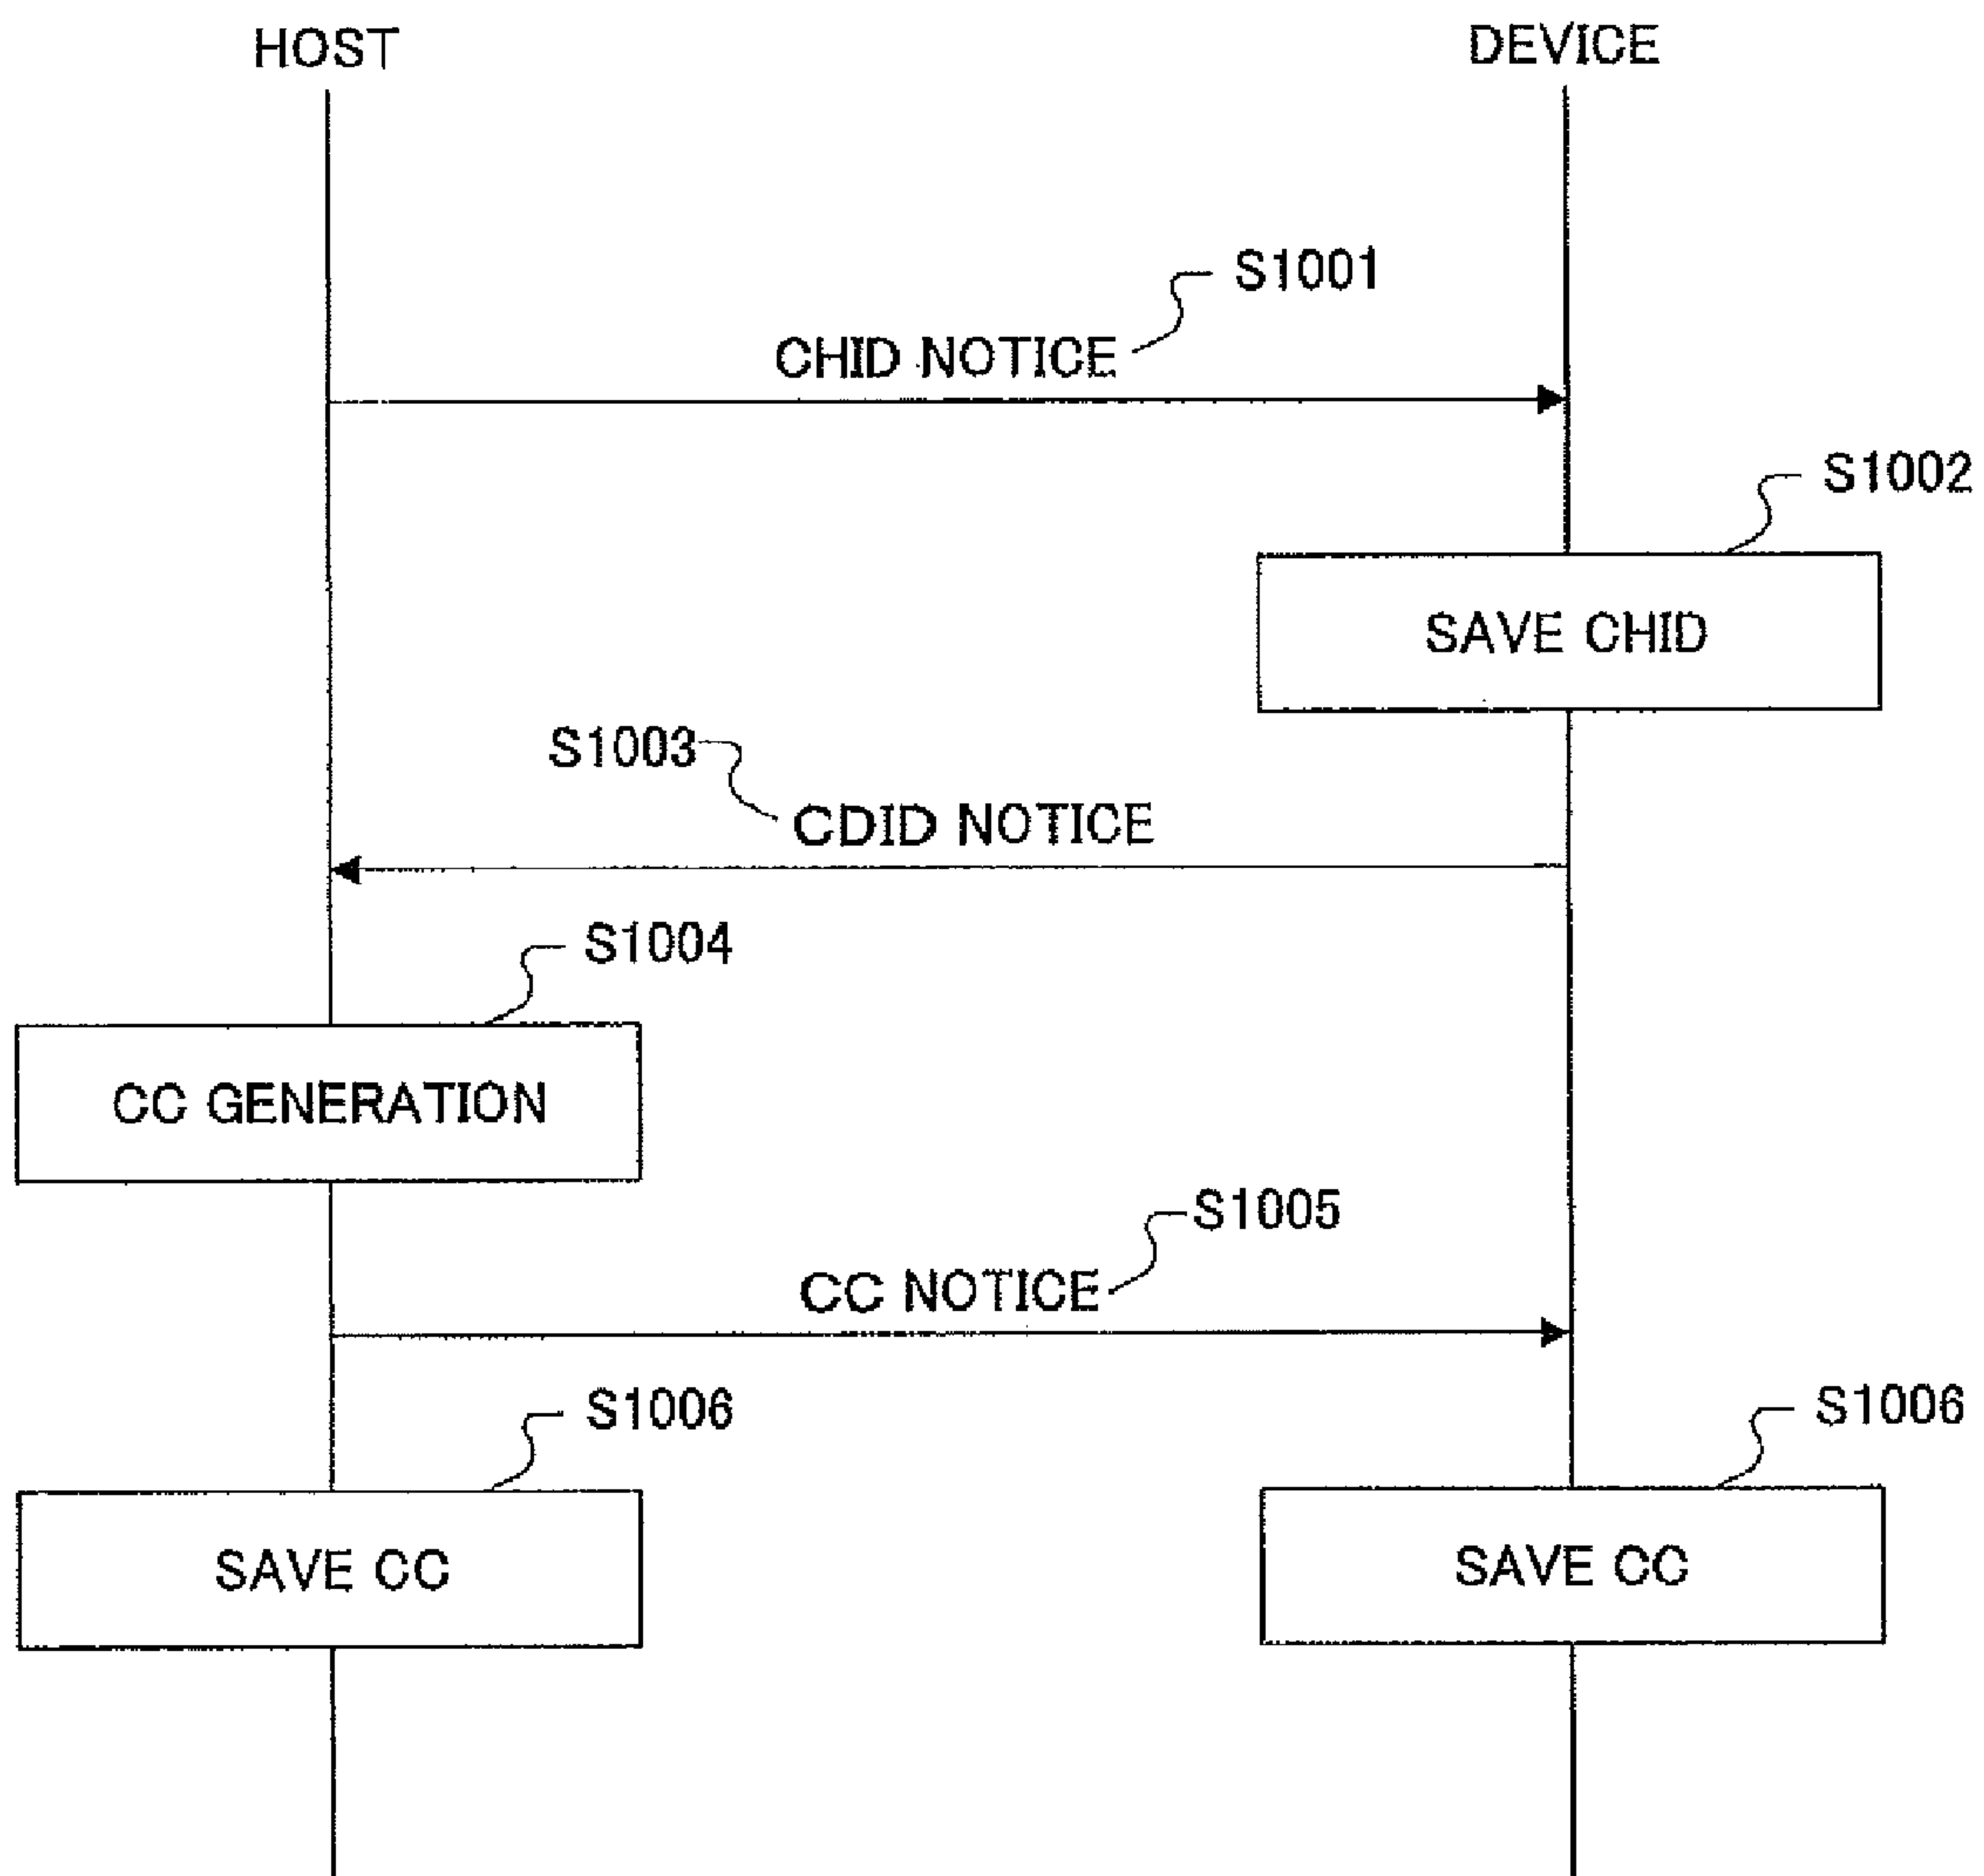 HOST
DEVICE
S1001
CHID NOTICE
S1002
SAVE CHID
S1003
CDID NOTICE
S1004
CC GENERATION
S1005
CC NOTICE
S1006
S1006
SAVE CC
SAVE CC